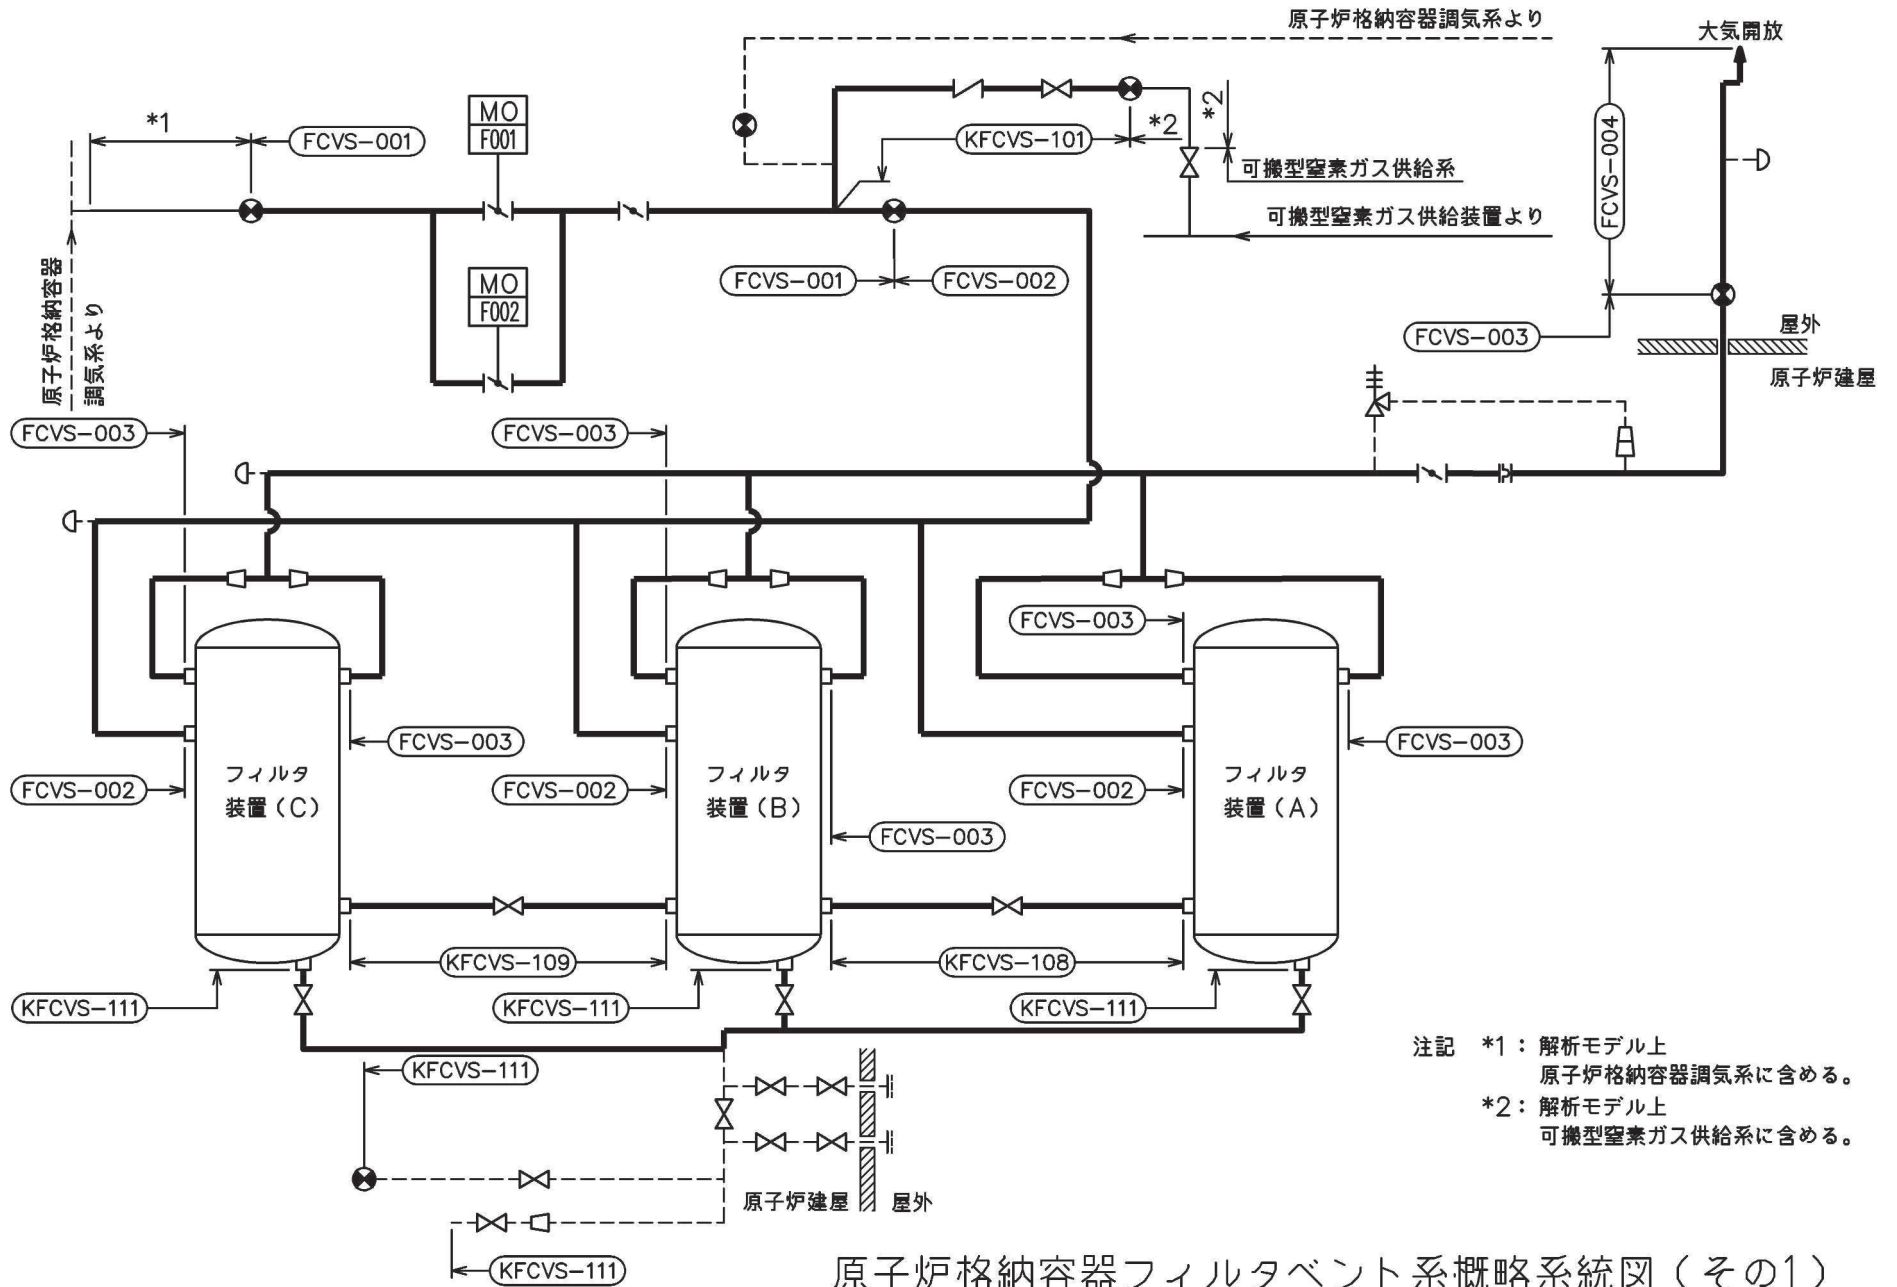 原子炉格納容器調気系より
大気開放
*1
FCVS-001
MO
F001
KFCVS-101
*2
*2
可搬型窒素ガス供給系
可搬型窒素ガス供給装置より
FCVS-004
原子炉格納容器
調気系より
MO
F002
FCVS-001
FCVS-002
FCVS-003
屋外
原子炉建屋
FCVS-003
FCVS-003
FCVS-003
FCVS-003
FCVS-003
FCVS-002
フィルタ
装置(C)
FCVS-002
フィルタ
装置(B)
FCVS-003
FCVS-002
フィルタ
装置(A)
KFCVS-109
KFCVS-108
KFCVS-111
KFCVS-111
KFCVS-111
KFCVS-111
原子炉建屋
屋外
KFCVS-111
注記 *1: 解析モデル上
原子炉格納容器調気系に含める。
*2: 解析モデル上
可搬型窒素ガス供給系に含める。
原子炉格納容器フィルタベント系概略系統図(その1)